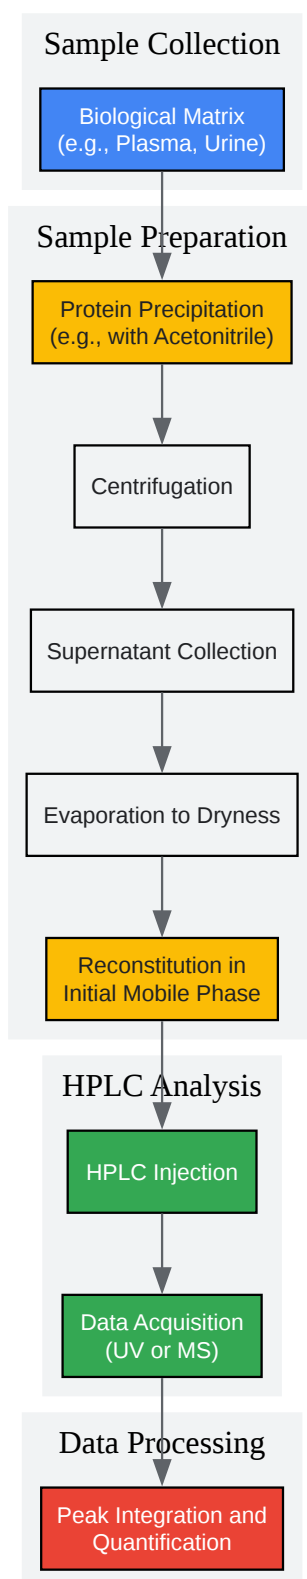 Sample Collection
Biological Matrix
(e.g., Plasma, Urine)
Sample Preparation
Protein Precipitation
(e.g., with Acetonitrile)
Centrifugation
Supernatant Collection
Evaporation to Dryness
Reconstitution in
Initial Mobile Phase
HPLC Analysis
HPLC Injection
Data Acquisition
(UV or MS)
Data Processing
Peak Integration and
Quantification